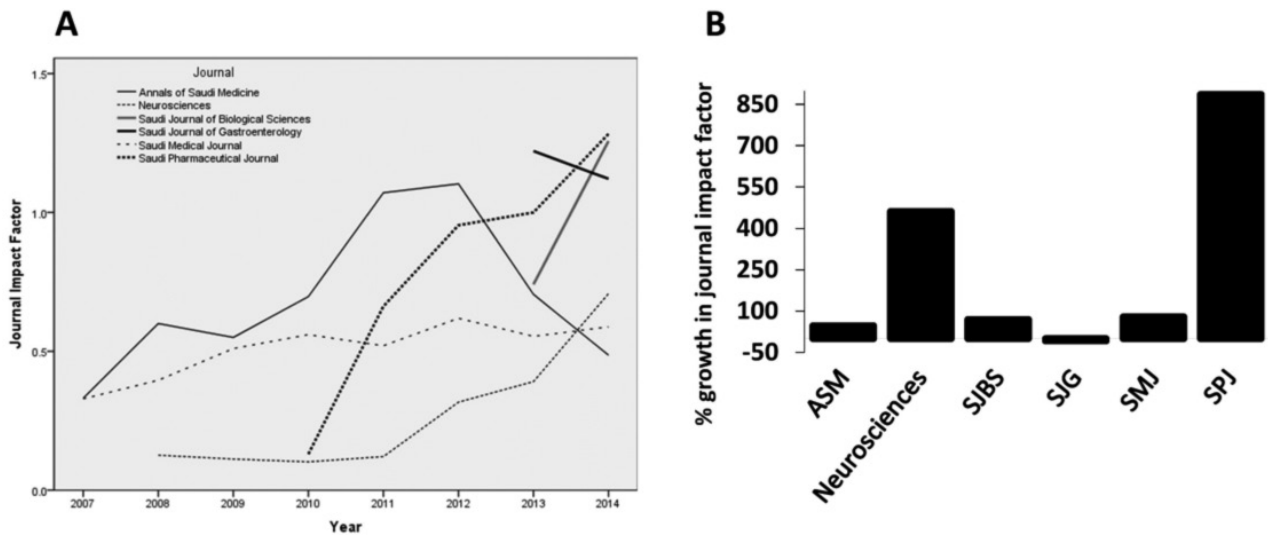 A
Journal
Annals of Saudi Medicine
Neurosciences
Saudi Journal of Biological Sciences
Saudi Journal of Gastroenterology
Saudi Medical Journal
Saudi Pharmaceutical Journal
Journal Impact Factor
1.5
1.0
0.5
0.0
2007 2008 2009 2010 2011 2012 2013 2014
Year
B
% growth in journal impact factor
850
700
550
400
250
100
-50
ASM Neurosciences SJBS SJG SMJ SPJ